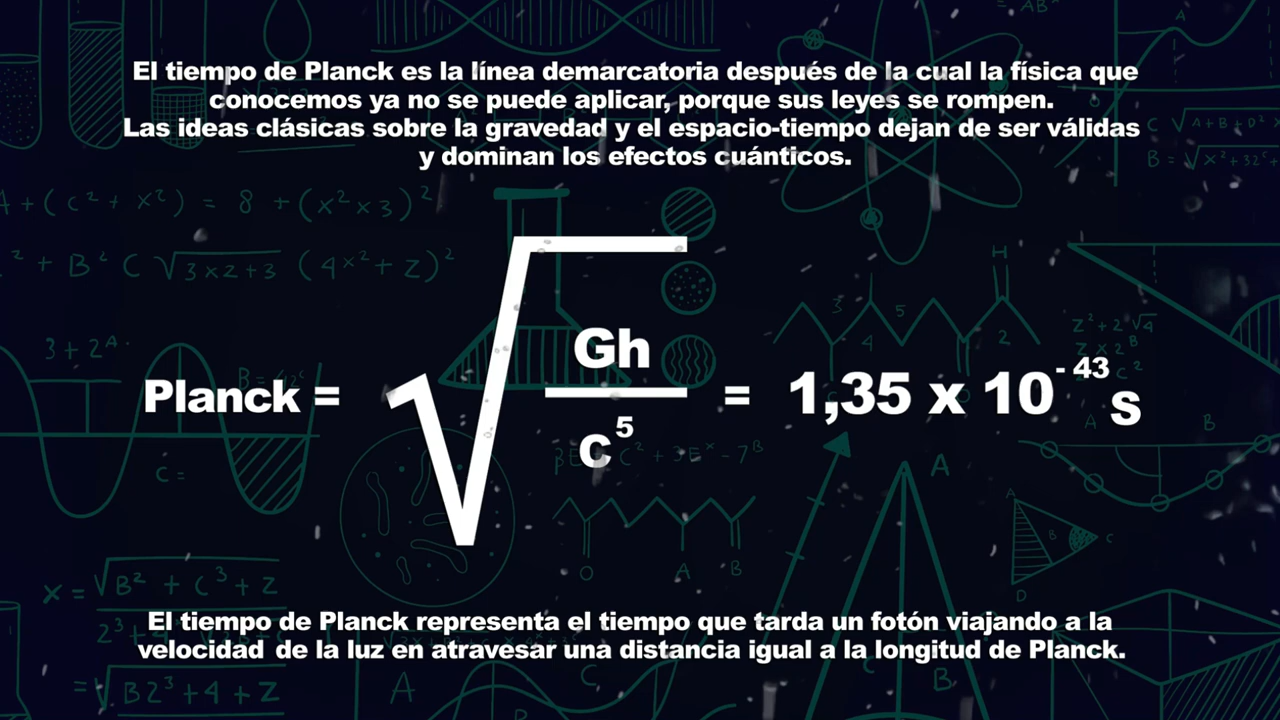 El tiempo de Planck es la línea demarcatoria después de la cual la física que
conocemos ya no se puede aplicar, porque sus leyes se rompen.
Las ideas clásicas sobre la gravedad y el espacio-tiempo dejan de ser válidas
y dominan los efectos cuánticos.
Planck = √(Gh / c⁵) = 1,35 x 10⁻⁴³ s
El tiempo de Planck representa el tiempo que tarda un fotón viajando a la
velocidad de la luz en atravesar una distancia igual a la longitud de Planck.